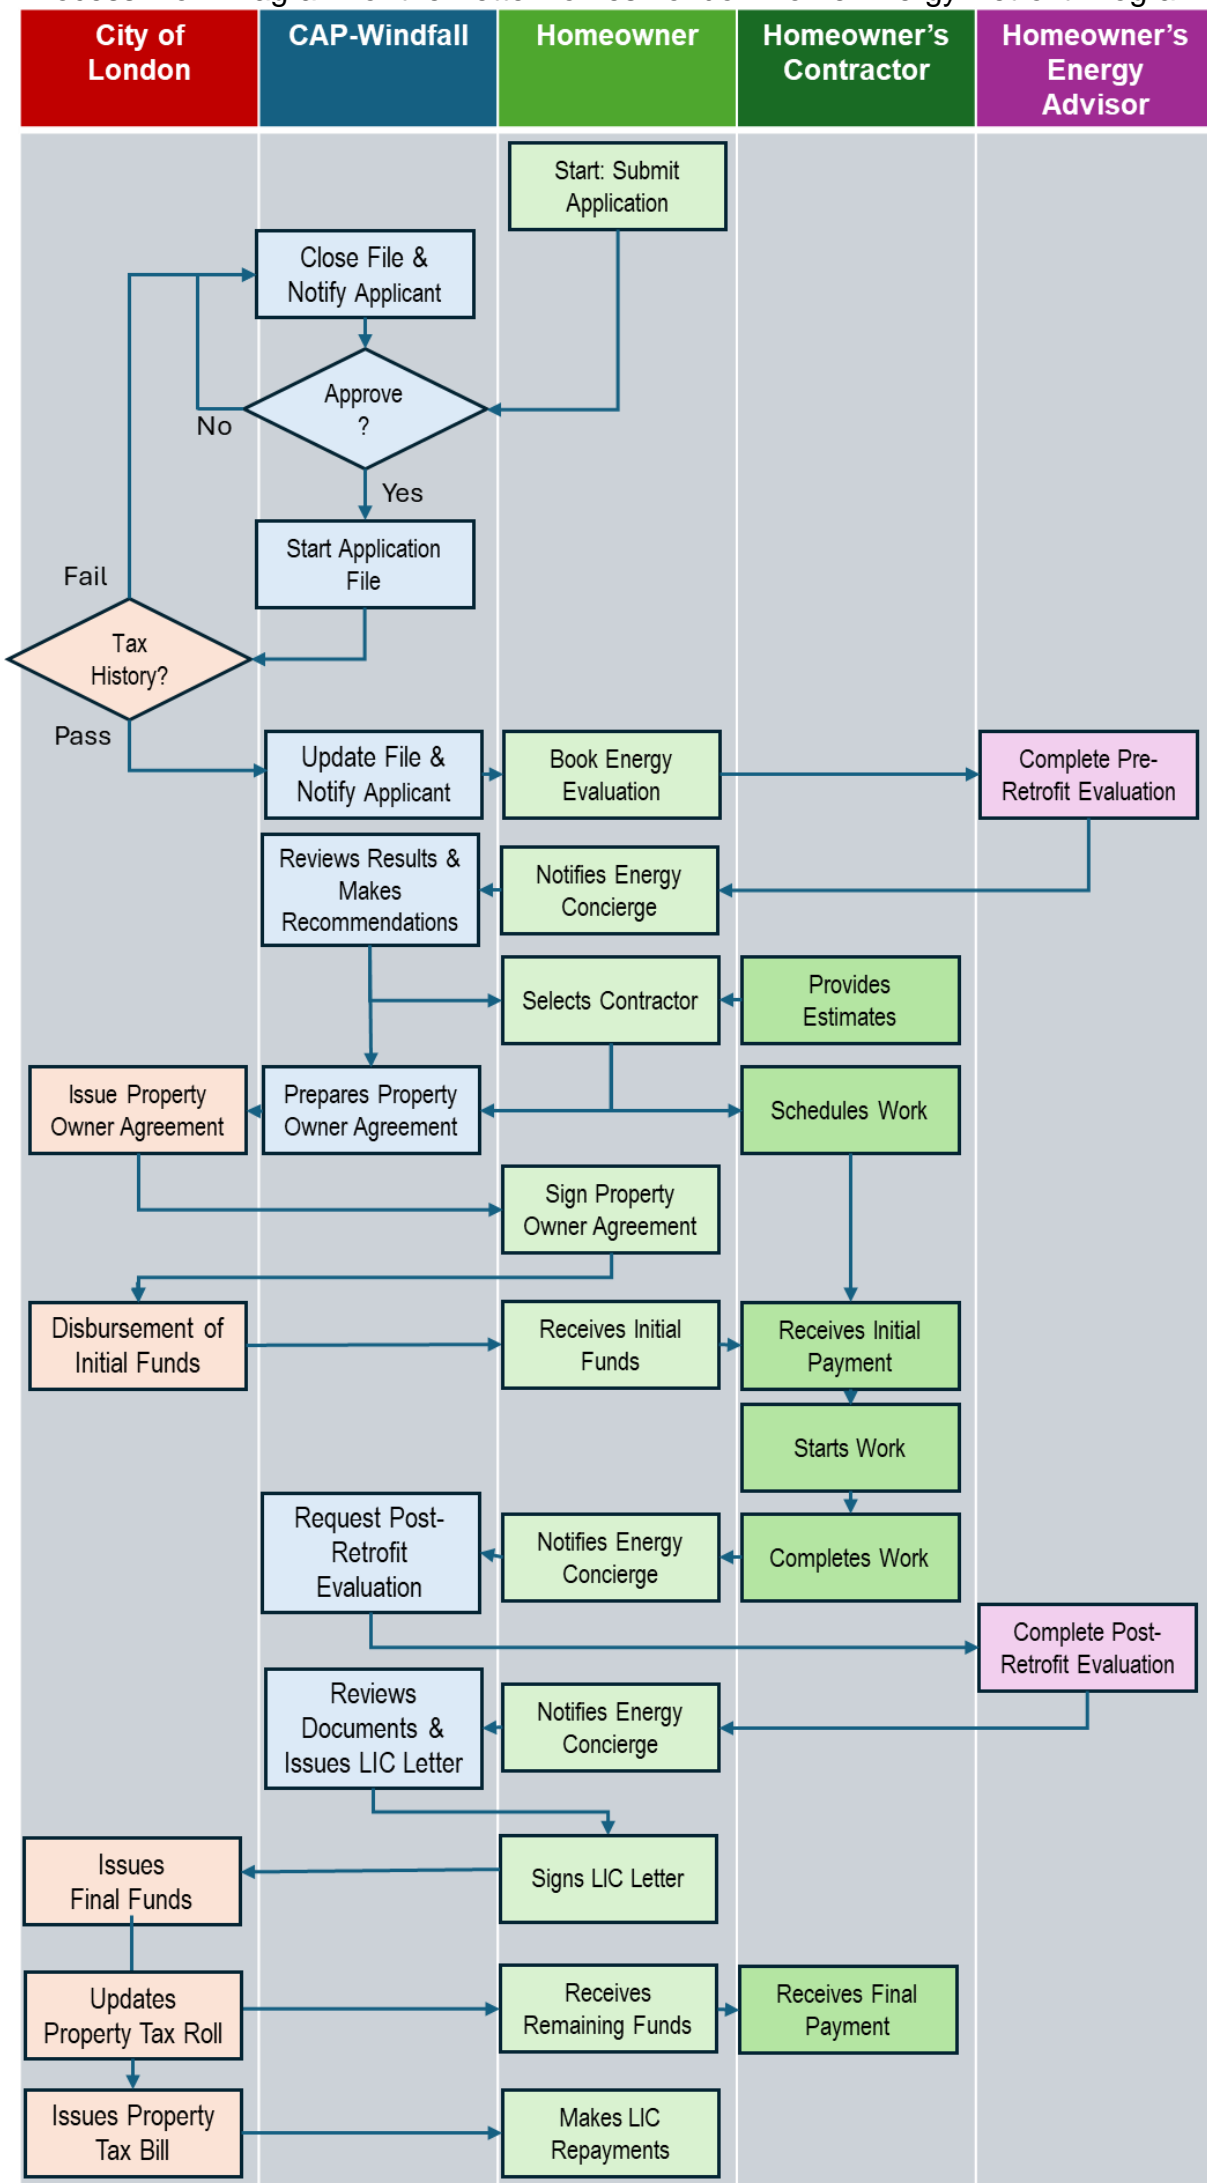 City of
London
CAP-Windfall
Homeowner
Homeowner’s
Contractor
Homeowner’s
Energy
Advisor
Start: Submit
Application
Close File &
Notify Applicant
Approve
?
No
Yes
Start Application
File
Fail
Tax
History?
Pass
Update File &
Notify Applicant
Book Energy
Evaluation
Complete Pre-
Retrofit Evaluation
Reviews Results &
Makes
Recommendations
Notifies Energy
Concierge
Selects Contractor
Provides
Estimates
Issue Property
Owner Agreement
Prepares Property
Owner Agreement
Schedules Work
Sign Property
Owner Agreement
Disbursement of
Initial Funds
Receives Initial
Funds
Receives Initial
Payment
Starts Work
Request Post-
Retrofit
Evaluation
Notifies Energy
Concierge
Completes Work
Complete Post-
Retrofit Evaluation
Reviews
Documents &
Issues LIC Letter
Notifies Energy
Concierge
Issues
Final Funds
Signs LIC Letter
Updates
Property Tax Roll
Receives
Remaining Funds
Receives Final
Payment
Issues Property
Tax Bill
Makes LIC
Repayments